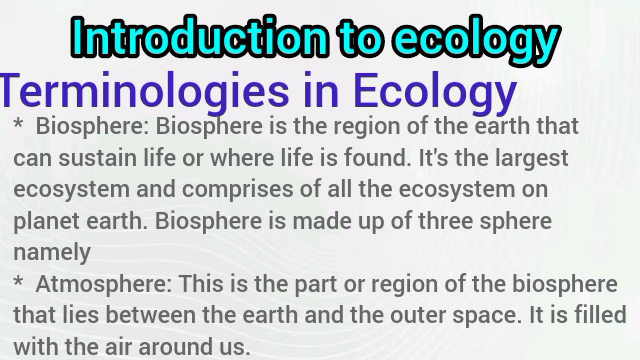 Introduction to ecology
Terminologies in Ecology
* Biosphere: Biosphere is the region of the earth that
can sustain life or where life is found. It's the largest
ecosystem and comprises of all the ecosystem on
planet earth. Biosphere is made up of three sphere
namely
* Atmosphere: This is the part or region of the biosphere
that lies between the earth and the outer space. It is filled
with the air around us.